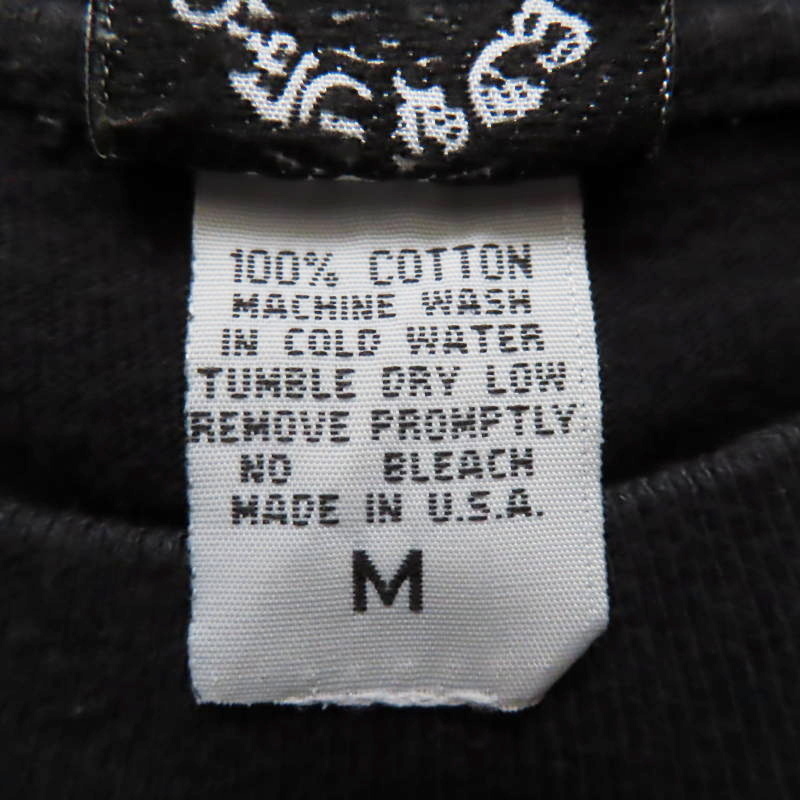 100% COTTON
MACHINE WASH
IN COLD WATER
TUMBLE DRY LOW
REMOVE PROMPTLY
NO BLEACH
MADE IN U.S.A.
M